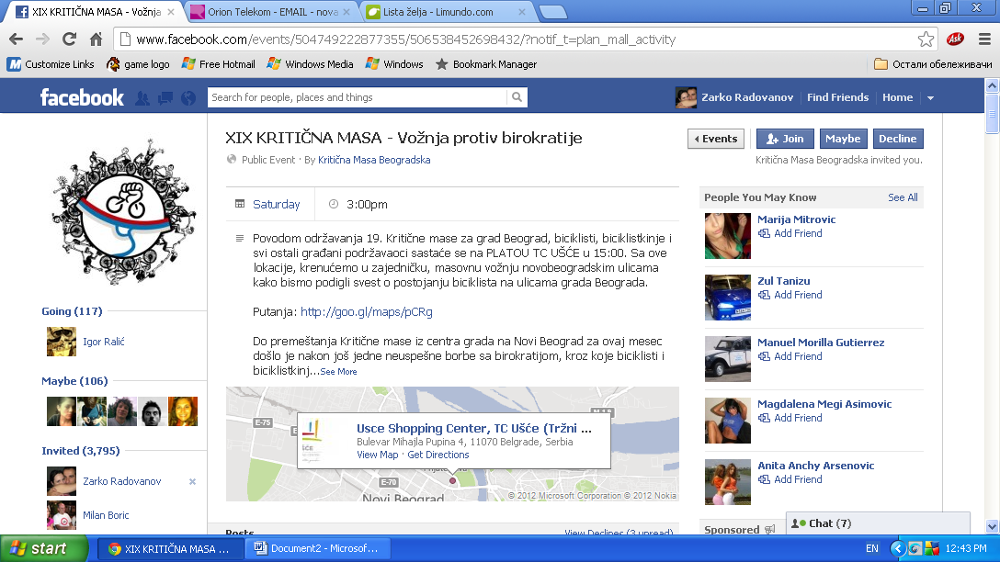 XIX KRITIČNA MASA - Vožnja
Orion Telekom - EMAIL - nova
Lista želja - Limundo.com
www.facebook.com/events/504749222877355/506538452698432/?notif_t=plan_mall_activity
Ask
Customize Links
game logo
Free Hotmail
Windows Media
Windows
Bookmark Manager
Остали обележивачи
facebook
Search for people, places and things
Zarko Radovanov
Find Friends
Home
XIX KRITIČNA MASA - Vožnja protiv birokratije
Events
Join
Maybe
Decline
Public Event · By Kritična Masa Beogradska
Kritična Masa Beogradska invited you.
Saturday
3:00pm
Povodom održavanja 19. Kritične mase za grad Beograd, biciklisti, biciklistkinje i
svi ostali građani podržavaoci sastaće se na PLATOU TC UŠĆE u 15:00. Sa ove
lokacije, krenućemo u zajedničku, masovnu vožnju novobeogradskim ulicama
kako bismo podigli svest o postojanju biciklista na ulicama grada Beograda.
Putanja: http://goo.gl/maps/pCRg
Do premeštanja Kritične mase iz centra grada na Novi Beograd za ovaj mesec
došlo je nakon još jedne neuspešne borbe sa birokratijom, kroz koje biciklisti i
biciklistkinj...See More
E-75
E-70
Usce Shopping Center, TC Ušće (Tržni ...
Bulevar Mihajla Pupina 4, 11070 Belgrade, Serbia
View Map · Get Directions
Novi Beograd
© 2012 Microsoft Corporation © 2012 Nokia
Posts
View Declines (3 unread)
Going (117)
Igor Ralić
Maybe (106)
Invited (3,795)
Zarko Radovanov
Milan Boric
People You May Know
See All
Marija Mitrovic
Add Friend
Zul Tanizu
Add Friend
Manuel Morilla Gutierrez
Add Friend
Magdalena Megi Asimovic
Add Friend
Anita Anchy Arsenovic
Add Friend
Sponsored
Chat (7)
start
XIX KRITIČNA MASA ...
Document2 - Microsof...
EN
12:43 PM